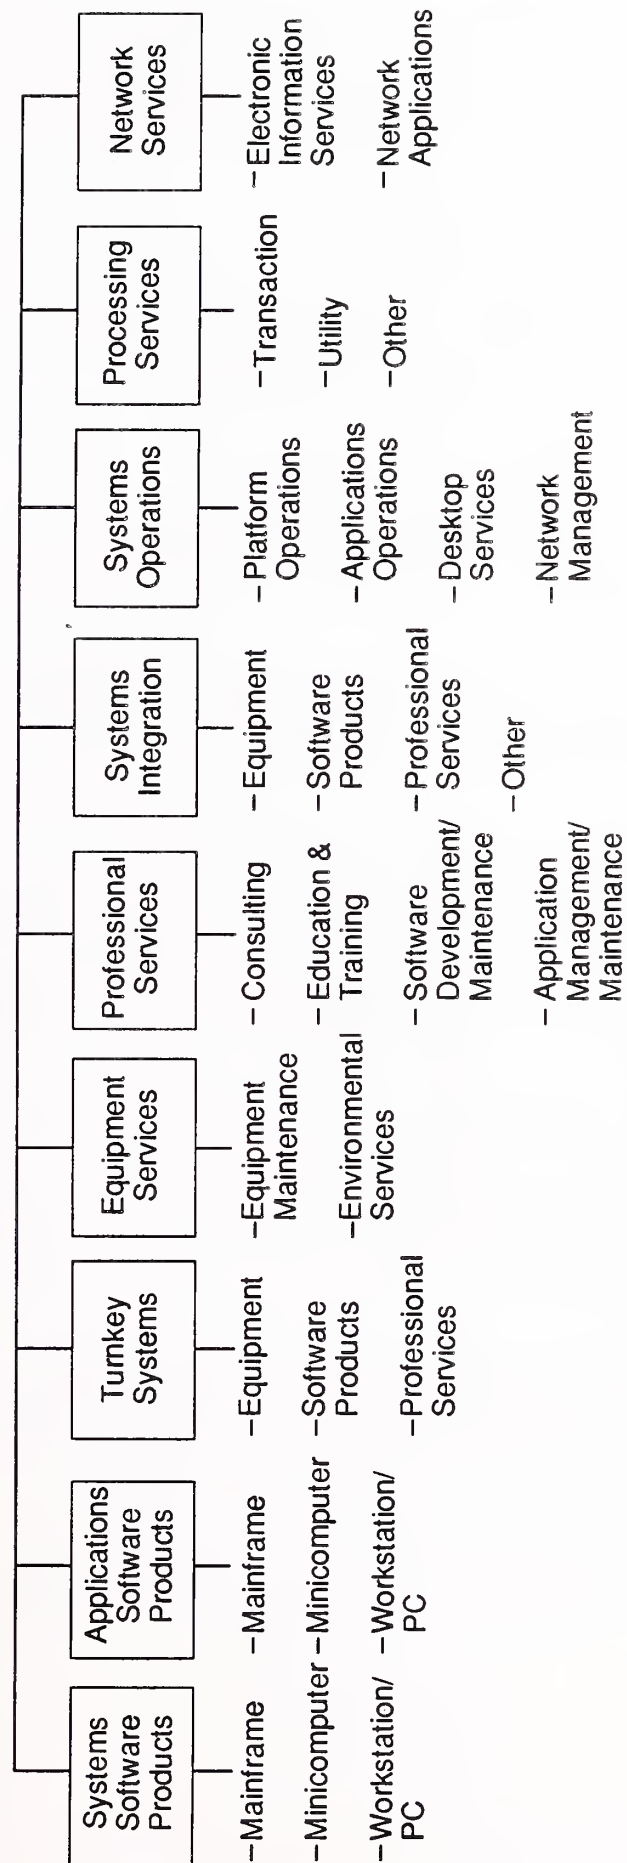 Systems
Software
Products
–Mainframe
–Minicomputer
–Workstation/
PC
Applications
Software
Products
–Mainframe
–Minicomputer
–Workstation/
PC
Turnkey
Systems
–Equipment
–Software
Products
–Professional
Services
Equipment
Services
–Equipment
Maintenance
–Environmental
Services
Professional
Services
–Consulting
–Education &
Training
–Software
Development/
Maintenance
–Application
Management/
Maintenance
Systems
Integration
–Equipment
–Software
Products
–Professional
Services
–Other
Systems
Operations
–Platform
Operations
–Applications
Operations
–Desktop
Services
–Network
Management
Processing
Services
–Transaction
–Utility
–Other
Network
Services
–Electronic
Information
Services
–Network
Applications